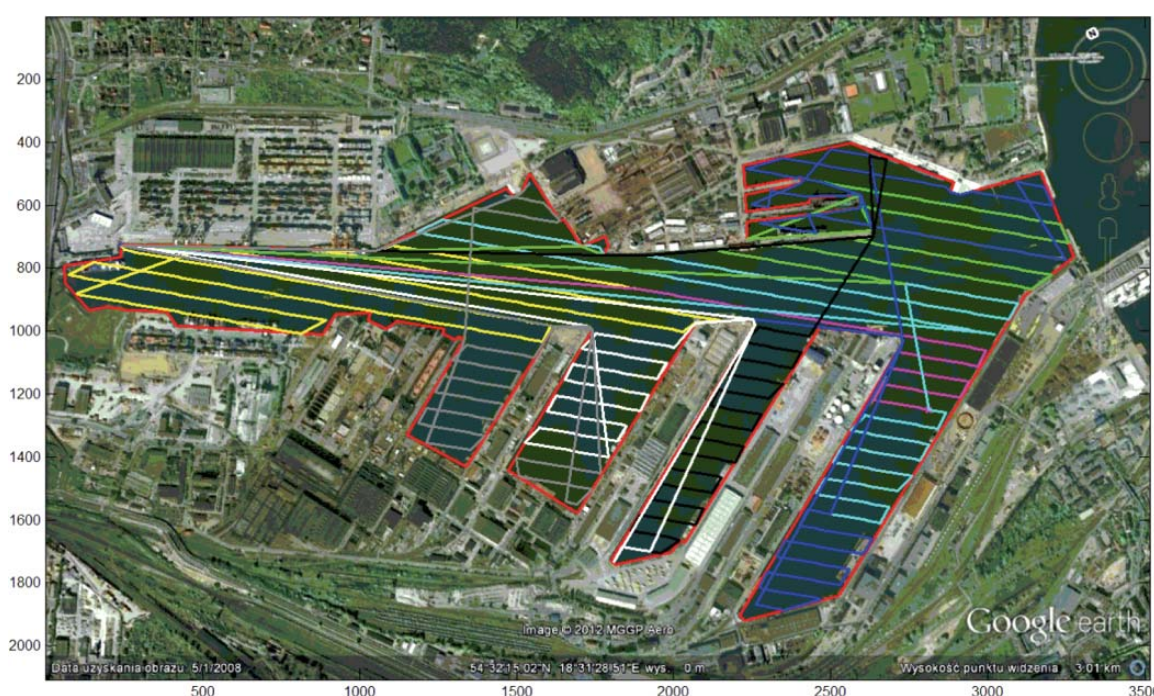 200
400
600
800
1000
1200
1400
1600
1800
2000
N
Google earth
Image © 2012 MGGP Aero
Data uzyskania obrazu 5/1/2008 54°32'15.02"N 18°31'28.51"E wys. 0 m Wysokość punktu widzenia 3.01 km
500 1000 1500 2000 2500 3000 3500